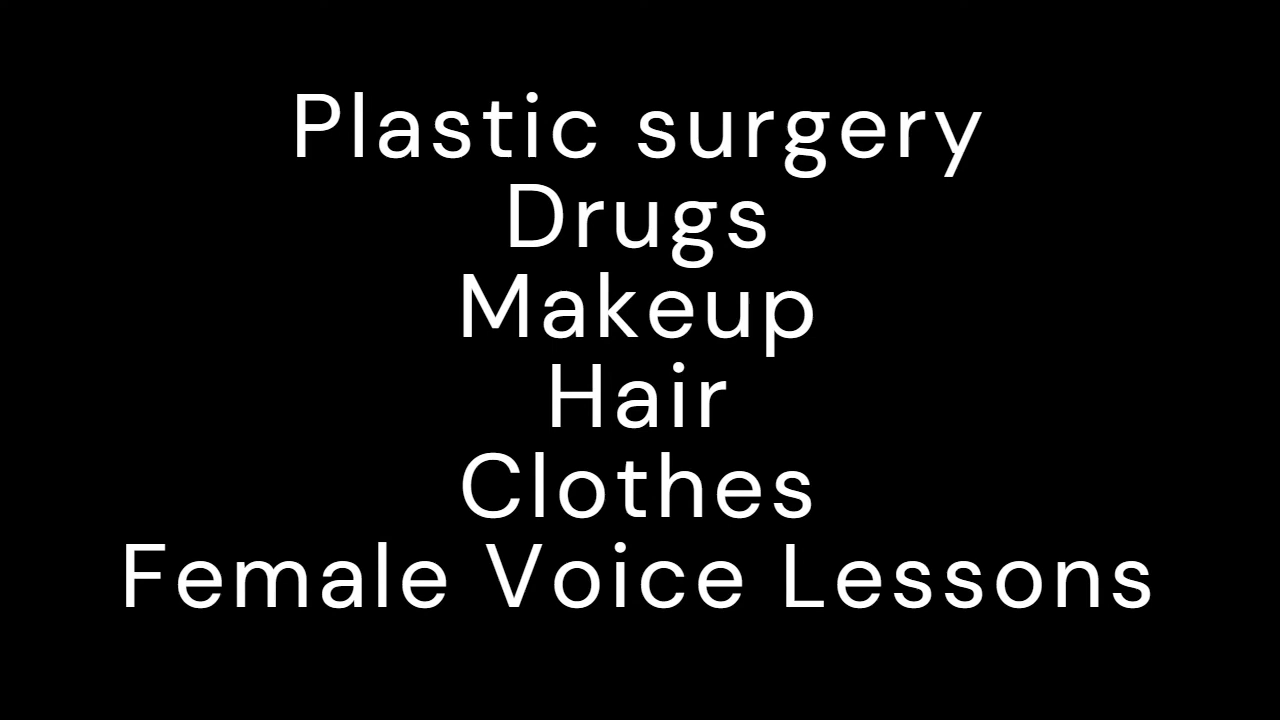 Plastic surgery
Drugs
Makeup
Hair
Clothes
Female Voice Lessons